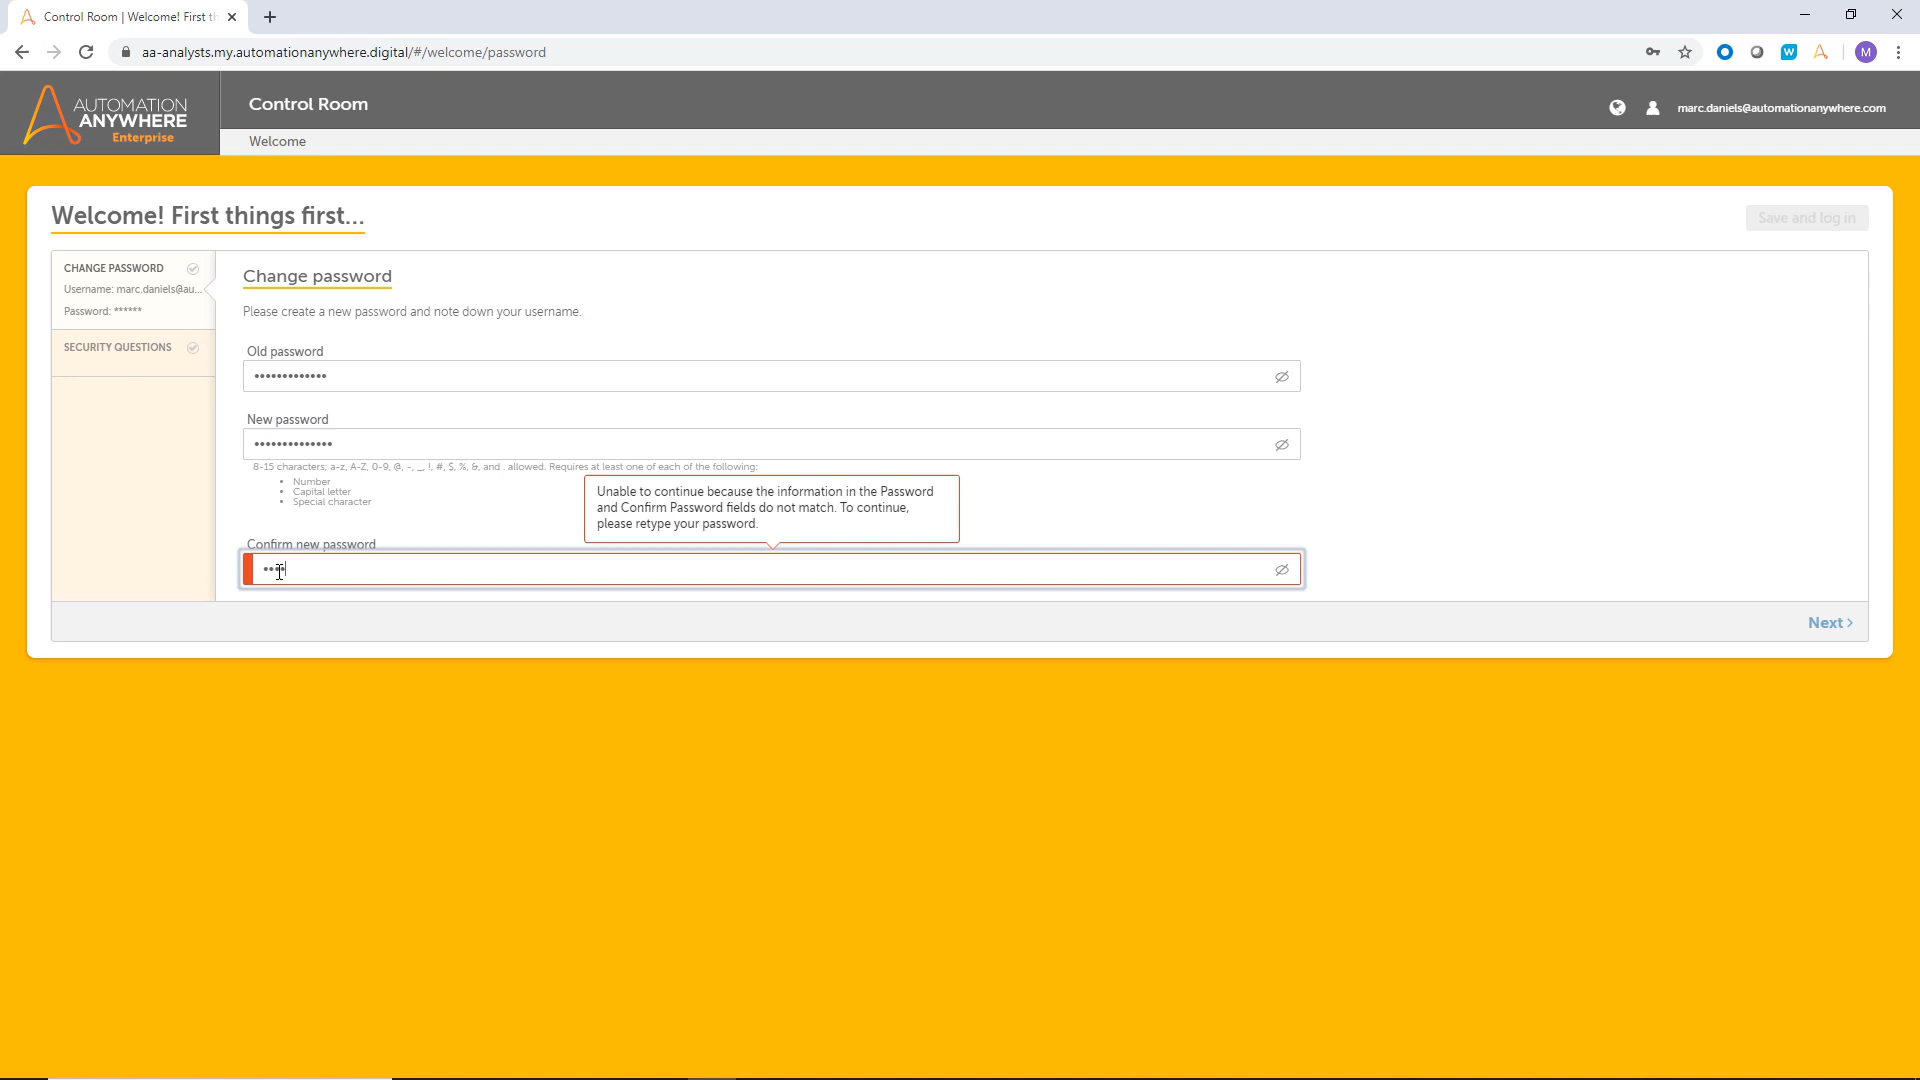 Control Room | Welcome! First th
aa-analysts.my.automationanywhere.digital/#/welcome/password
W
M
AUTOMATION
ANYWHERE
Enterprise
Control Room
marc.daniels@automationanywhere.com
Welcome
Welcome! First things first...
Save and log in
CHANGE PASSWORD
Username: marc.daniels@au...
Password: ******
SECURITY QUESTIONS
Change password
Please create a new password and note down your username.
Old password
•••••••••••••
New password
••••••••••••••
8-15 characters; a-z, A-Z, 0-9, @, -, _, !, #, $, %, &, and . allowed. Requires at least one of each of the following:
• Number
• Capital letter
• Special character
Unable to continue because the information in the Password
and Confirm Password fields do not match. To continue,
please retype your password.
Confirm new password
••••
Next >